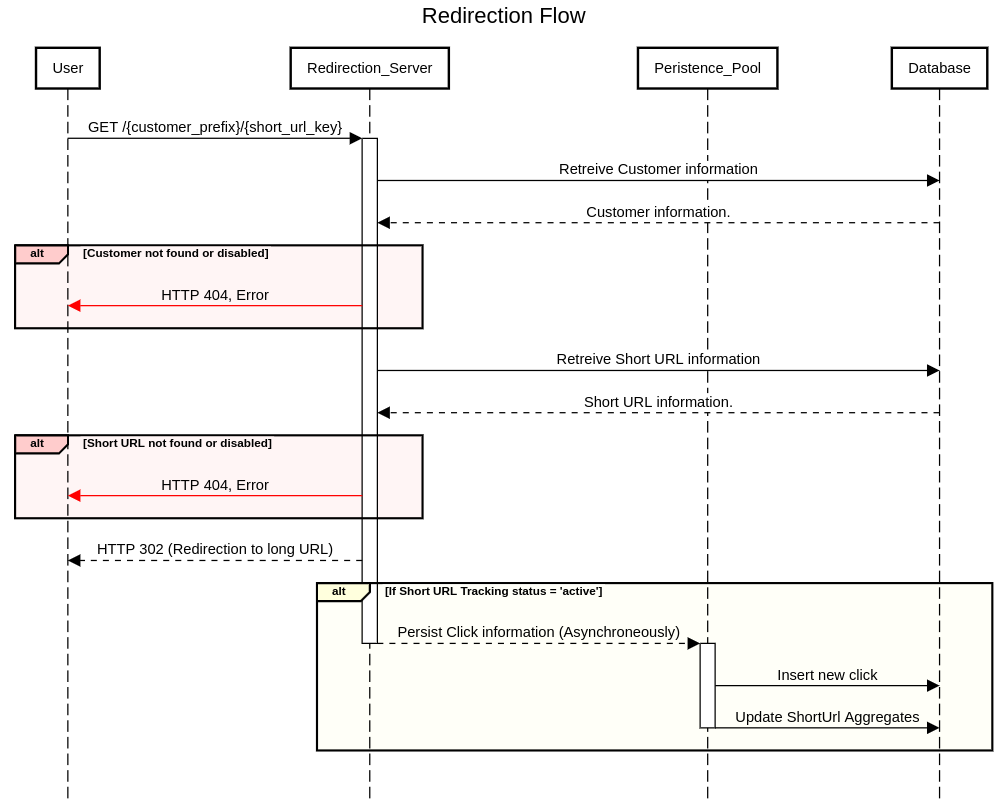 Redirection Flow
User
Redirection_Server
Peristence_Pool
Database
GET /{customer_prefix}/{short_url_key}
Retreive Customer information
Customer information.
alt
[Customer not found or disabled]
HTTP 404, Error
Retreive Short URL information
Short URL information.
alt
[Short URL not found or disabled]
HTTP 404, Error
HTTP 302 (Redirection to long URL)
alt
[If Short URL Tracking status = 'active']
Persist Click information (Asynchroneously)
Insert new click
Update ShortUrl Aggregates